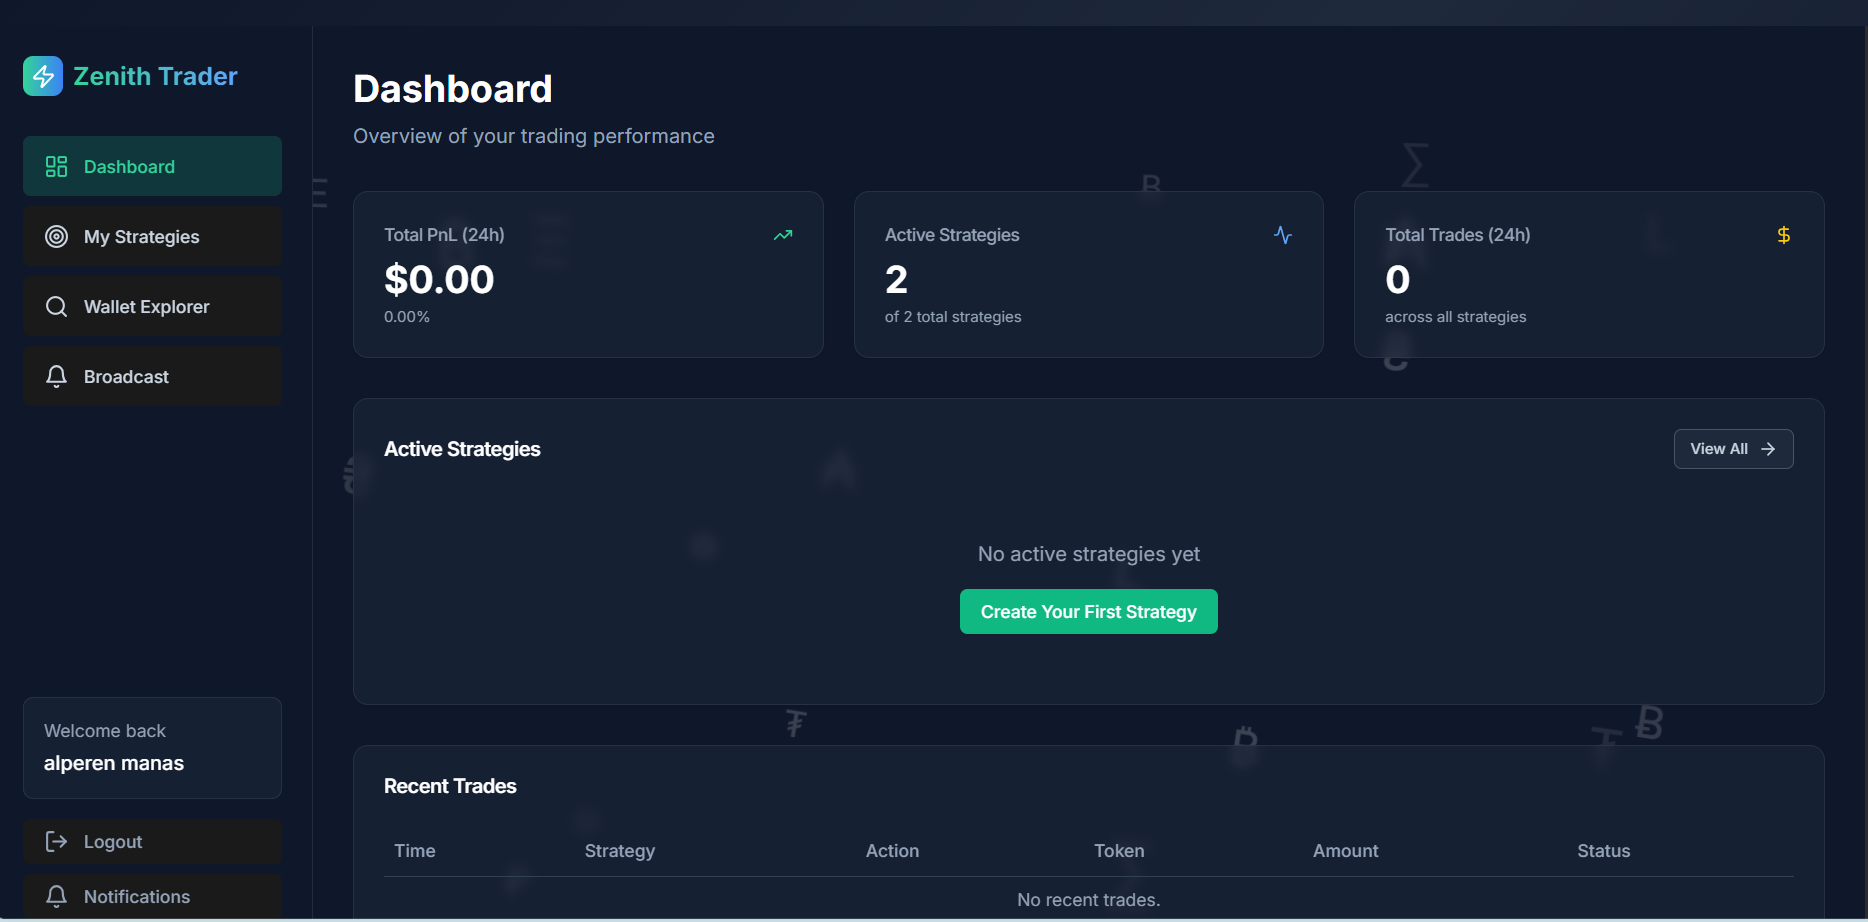 Zenith Trader
Dashboard
My Strategies
Wallet Explorer
Broadcast
Welcome back
alperen manas
Logout
Notifications
Dashboard
Overview of your trading performance
Total PnL (24h)
$0.00
0.00%
Active Strategies
2
of 2 total strategies
Total Trades (24h)
$
0
across all strategies
Active Strategies
View All
No active strategies yet
Create Your First Strategy
Recent Trades
Time Strategy Action Token Amount Status
No recent trades.